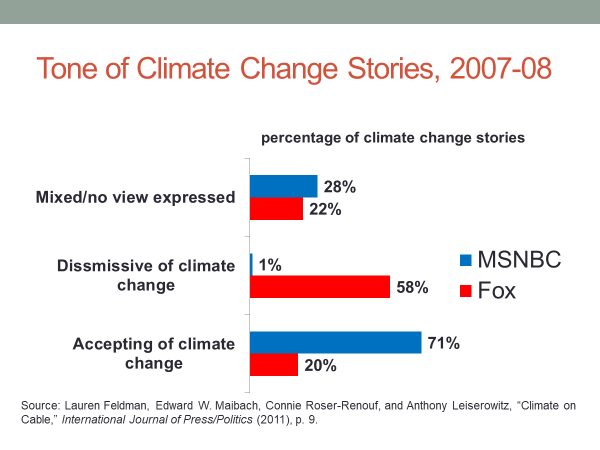 Tone of Climate Change Stories, 2007-08
percentage of climate change stories
Mixed/no view expressed
28%
22%
Dissmissive of climate
change
1%
58%
Accepting of climate
change
71%
20%
MSNBC
Fox
Source: Lauren Feldman, Edward W. Maibach, Connie Roser-Renouf, and Anthony Leiserowitz, “Climate on
Cable,” International Journal of Press/Politics (2011), p. 9.